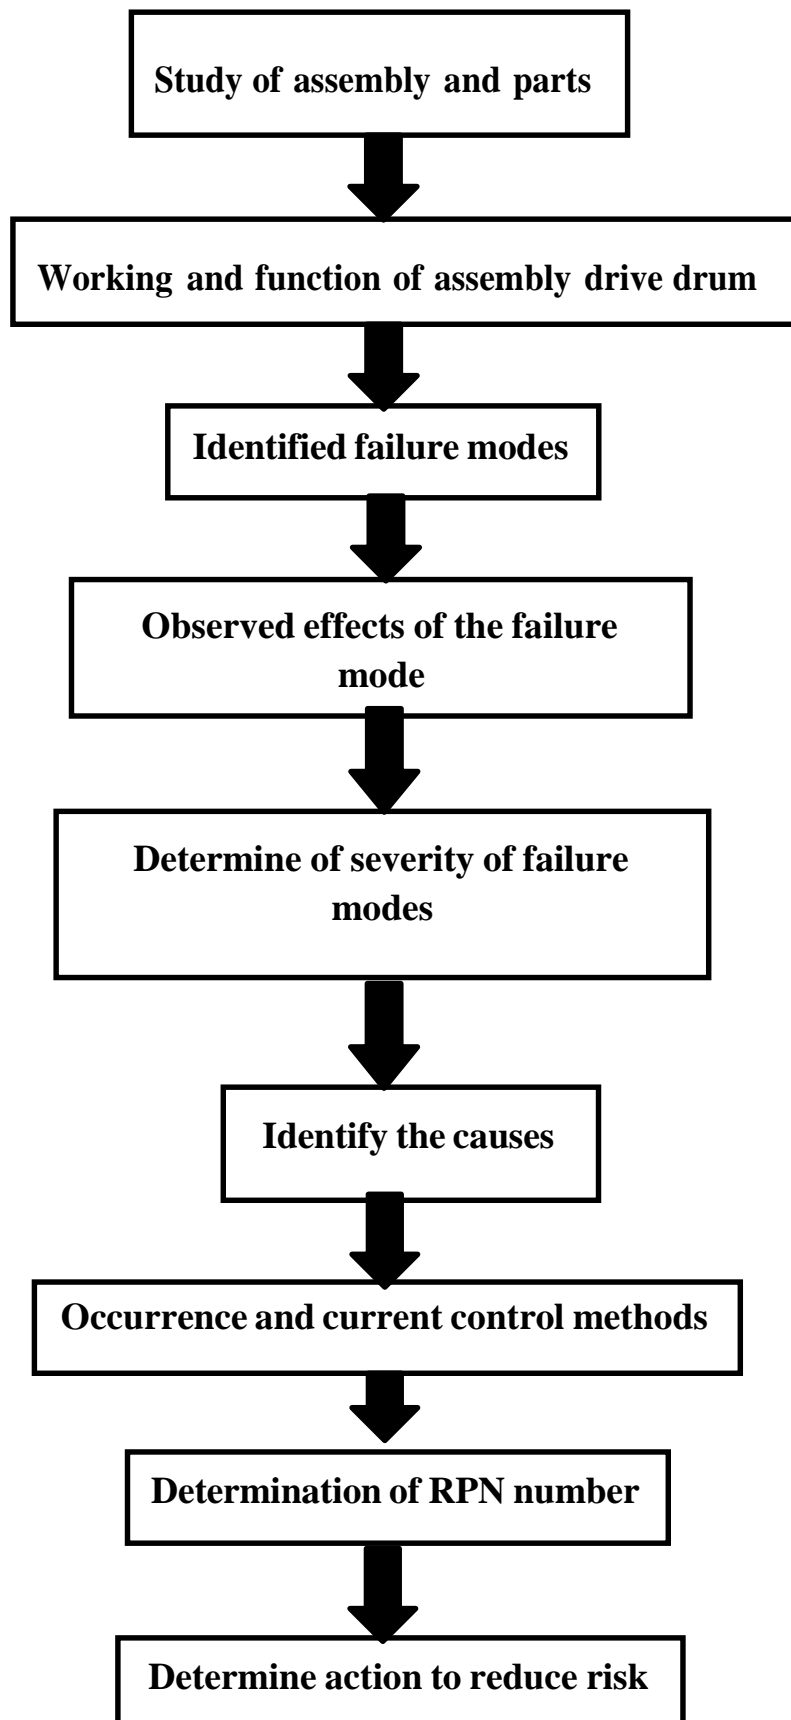 Study of assembly and parts
Working and function of assembly drive drum
Identified failure modes
Observed effects of the failure
mode
Determine of severity of failure
modes
Identify the causes
Occurrence and current control methods
Determination of RPN number
Determine action to reduce risk